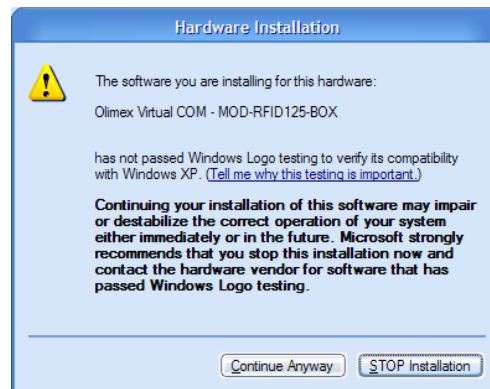 Hardware Installation
The software you are installing for this hardware:
Olimex Virtual COM - MOD-RFID125-BOX
has not passed Windows Logo testing to verify its compatibility
with Windows XP. (Tell me why this testing is important.)
Continuing your installation of this software may impair
or destabilize the correct operation of your system
either immediately or in the future. Microsoft strongly
recommends that you stop this installation now and
contact the hardware vendor for software that has
passed Windows Logo testing.
Continue Anyway
STOP Installation